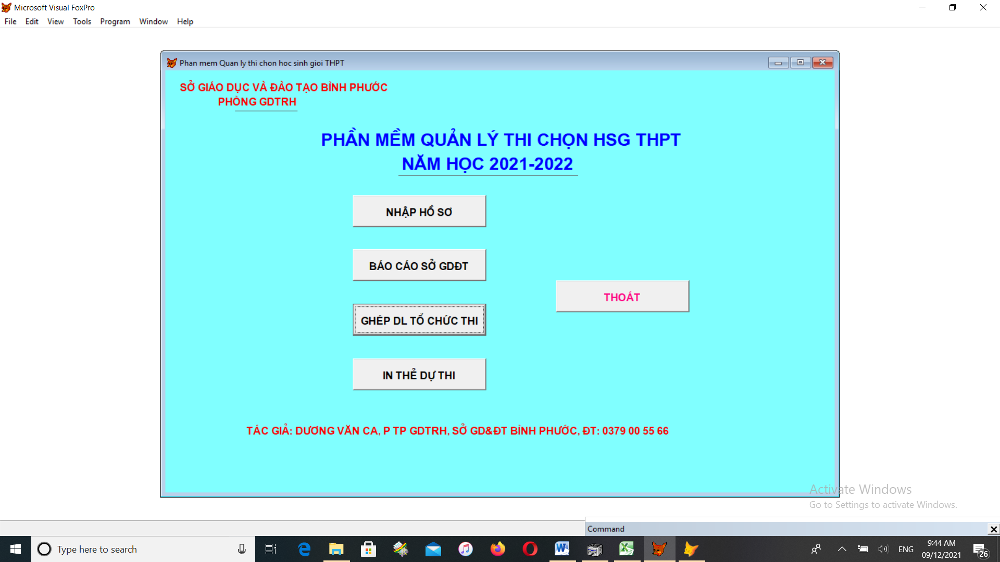 Microsoft Visual FoxPro
File Edit View Tools Program Window Help
Phan mem Quan ly thi chon hoc sinh gioi THPT
SỞ GIÁO DỤC VÀ ĐÀO TẠO BÌNH PHƯỚC
PHÒNG GDTRH
PHẦN MỀM QUẢN LÝ THI CHỌN HSG THPT
NĂM HỌC 2021-2022
NHẬP HỒ SƠ
BÁO CÁO SỞ GDĐT
THOÁT
GHÉP DL TỔ CHỨC THI
IN THẺ DỰ THI
TÁC GIẢ: DƯƠNG VĂN CA, P TP GDTRH, SỞ GD&ĐT BÌNH PHƯỚC, ĐT: 0379 00 55 66
Activate Windows
Go to Settings to activate Windows.
Command
Type here to search
ENG
9:44 AM
09/12/2021
26